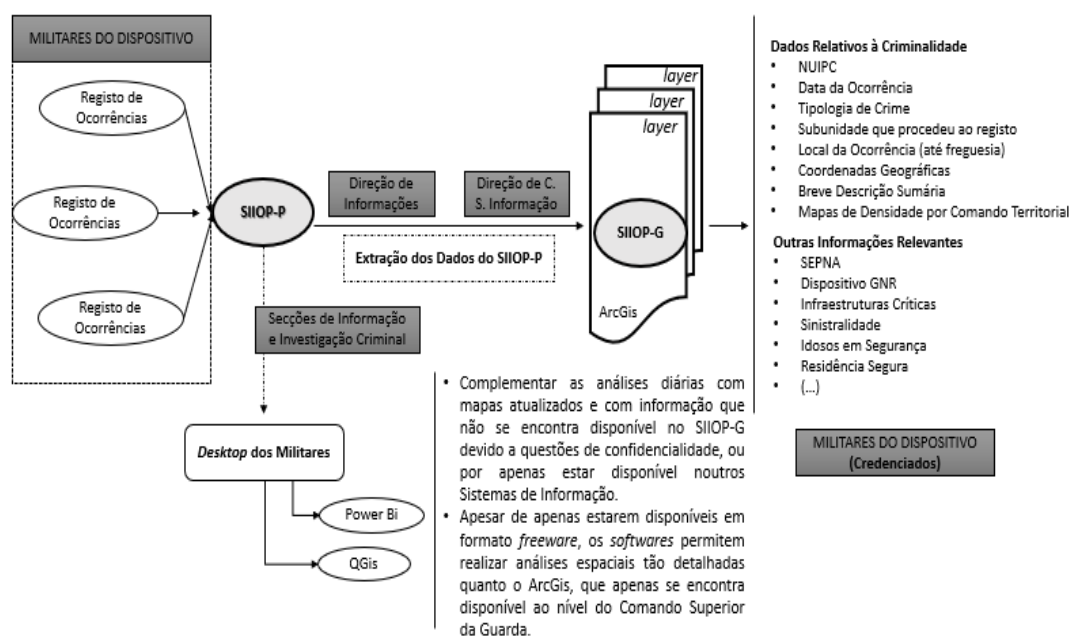 MILITARES DO DISPOSITIVO
Registo de
Ocorrências
Registo de
Ocorrências
Registo de
Ocorrências
SIIOP-P
Direção de
Informações
Direção de C.
S. Informação
Extração dos Dados do SIIOP-P
layer
layer
layer
SIIOP-G
ArcGis
Dados Relativos à Criminalidade
• NUIPC
• Data da Ocorrência
• Tipologia de Crime
• Subunidade que procedeu ao registo
• Local da Ocorrência (até freguesia)
• Coordenadas Geográficas
• Breve Descrição Sumária
• Mapas de Densidade por Comando Territorial
Outras Informações Relevantes
• SEPNA
• Dispositivo GNR
• Infraestruturas Críticas
• Sinistralidade
• Idosos em Segurança
• Residência Segura
• (...)
MILITARES DO DISPOSITIVO
(Credenciados)
Secções de Informação
e Investigação Criminal
Desktop dos Militares
Power Bi
QGis
• Complementar as análises diárias com
mapas atualizados e com informação que
não se encontra disponível no SIIOP-G
devido a questões de confidencialidade, ou
por apenas estar disponível noutros
Sistemas de Informação.
• Apesar de apenas estarem disponíveis em
formato freeware, os softwares permitem
realizar análises espaciais tão detalhadas
quanto o ArcGis, que apenas se encontra
disponível ao nível do Comando Superior
da Guarda.